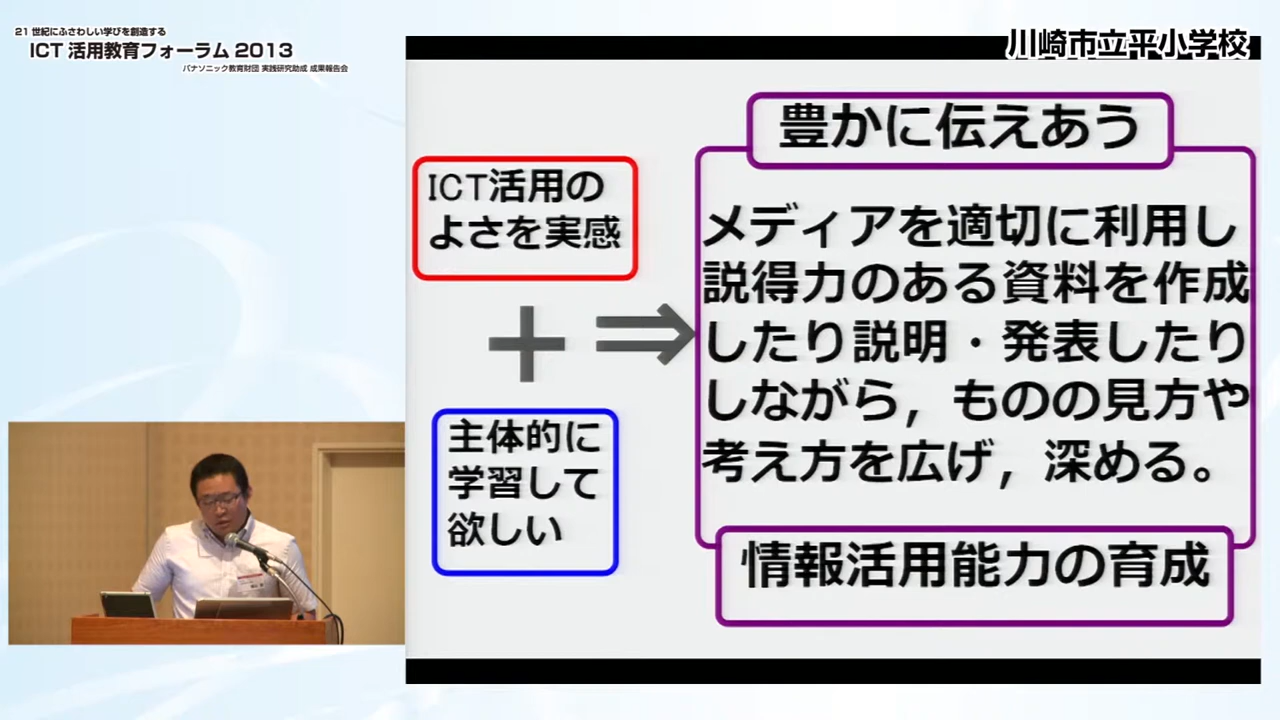 21 世紀にふさわしい学びを創造する
ICT 活用教育フォーラム 2013
パナソニック教育財団 実践研究助成 成果報告会
川崎市立平小学校
ICT活用の
よさを実感
＋
⇒
主体的に
学習して
欲しい
豊かに伝えあう
メディアを適切に利用し
説得力のある資料を作成
したり説明・発表したり
しながら，ものの見方や
考え方を広げ，深める。
情報活用能力の育成